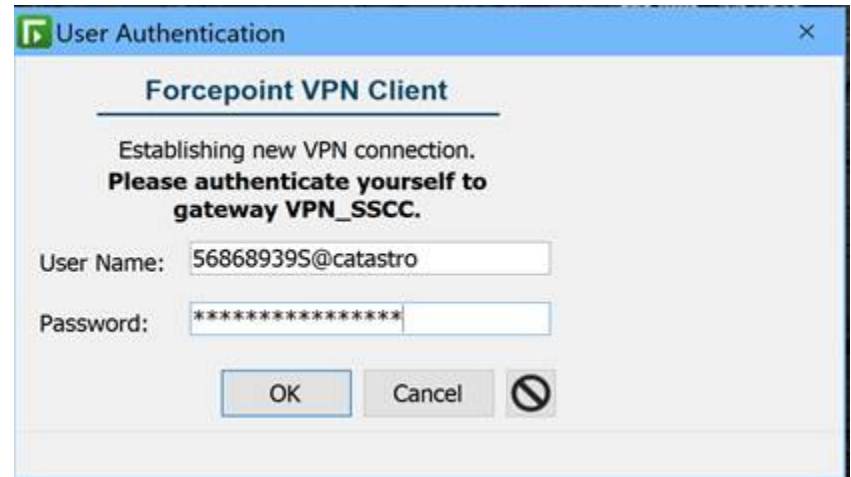 User Authentication
Forcepoint VPN Client
Establishing new VPN connection.
Please authenticate yourself to
gateway VPN_SSCC.
User Name: 56868939S@catastro
Password: ****************
OK Cancel